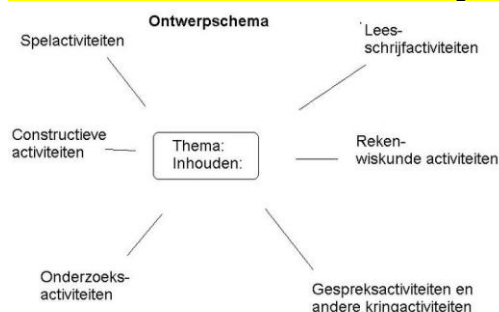 Ontwerpschema
Spelactiviteiten
Lees-
schrijfactiviteiten
Constructieve
activiteiten
Thema:
Inhouden:
Reken-
wiskunde activiteiten
Onderzoeks-
activiteiten
Gespreksactiviteiten en
andere kringactiviteiten